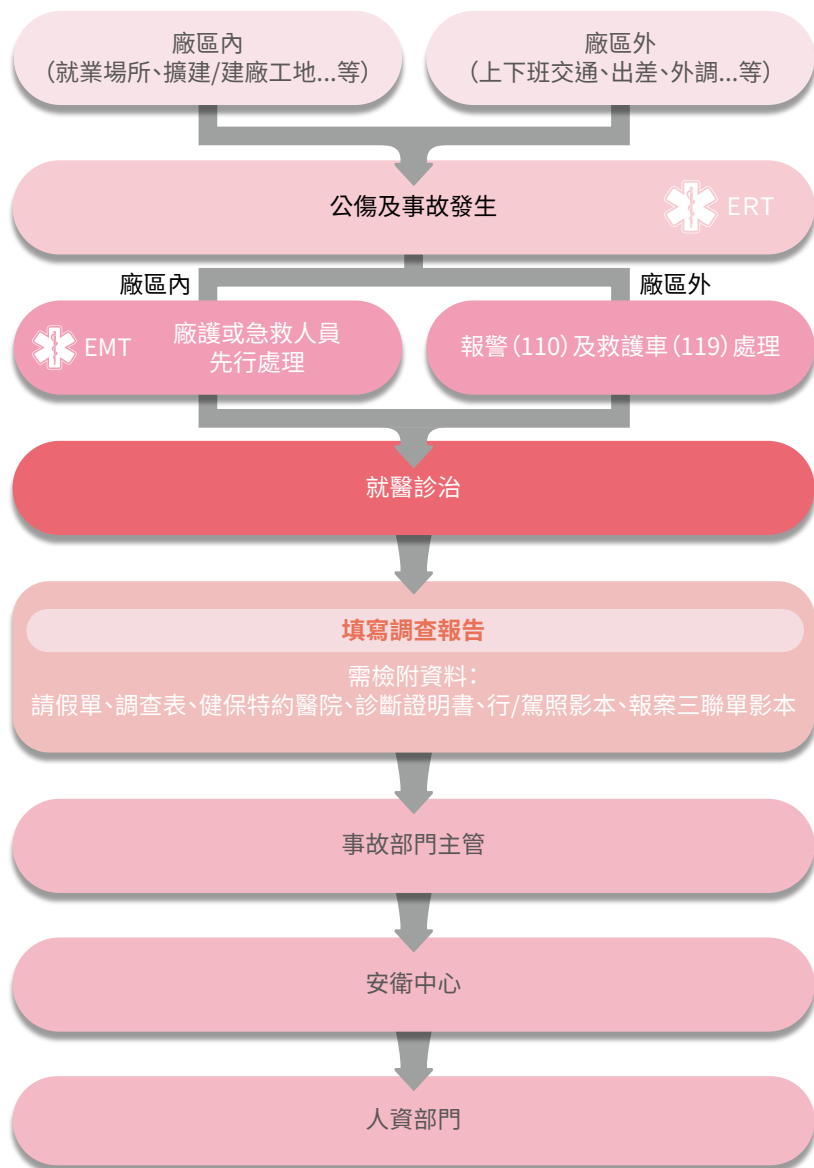 廠區內
（就業場所、擴建/建廠工地...等）
廠區外
（上下班交通、出差、外調...等）
公傷及事故發生
ERT
廠區內
廠區外
EMT
廠護或急救人員
先行處理
報警（110）及救護車（119）處理
就醫診治
填寫調查報告
需檢附資料：
請假單、調查表、健保特約醫院、診斷證明書、行/駕照影本、報案三聯單影本
事故部門主管
安衛中心
人資部門